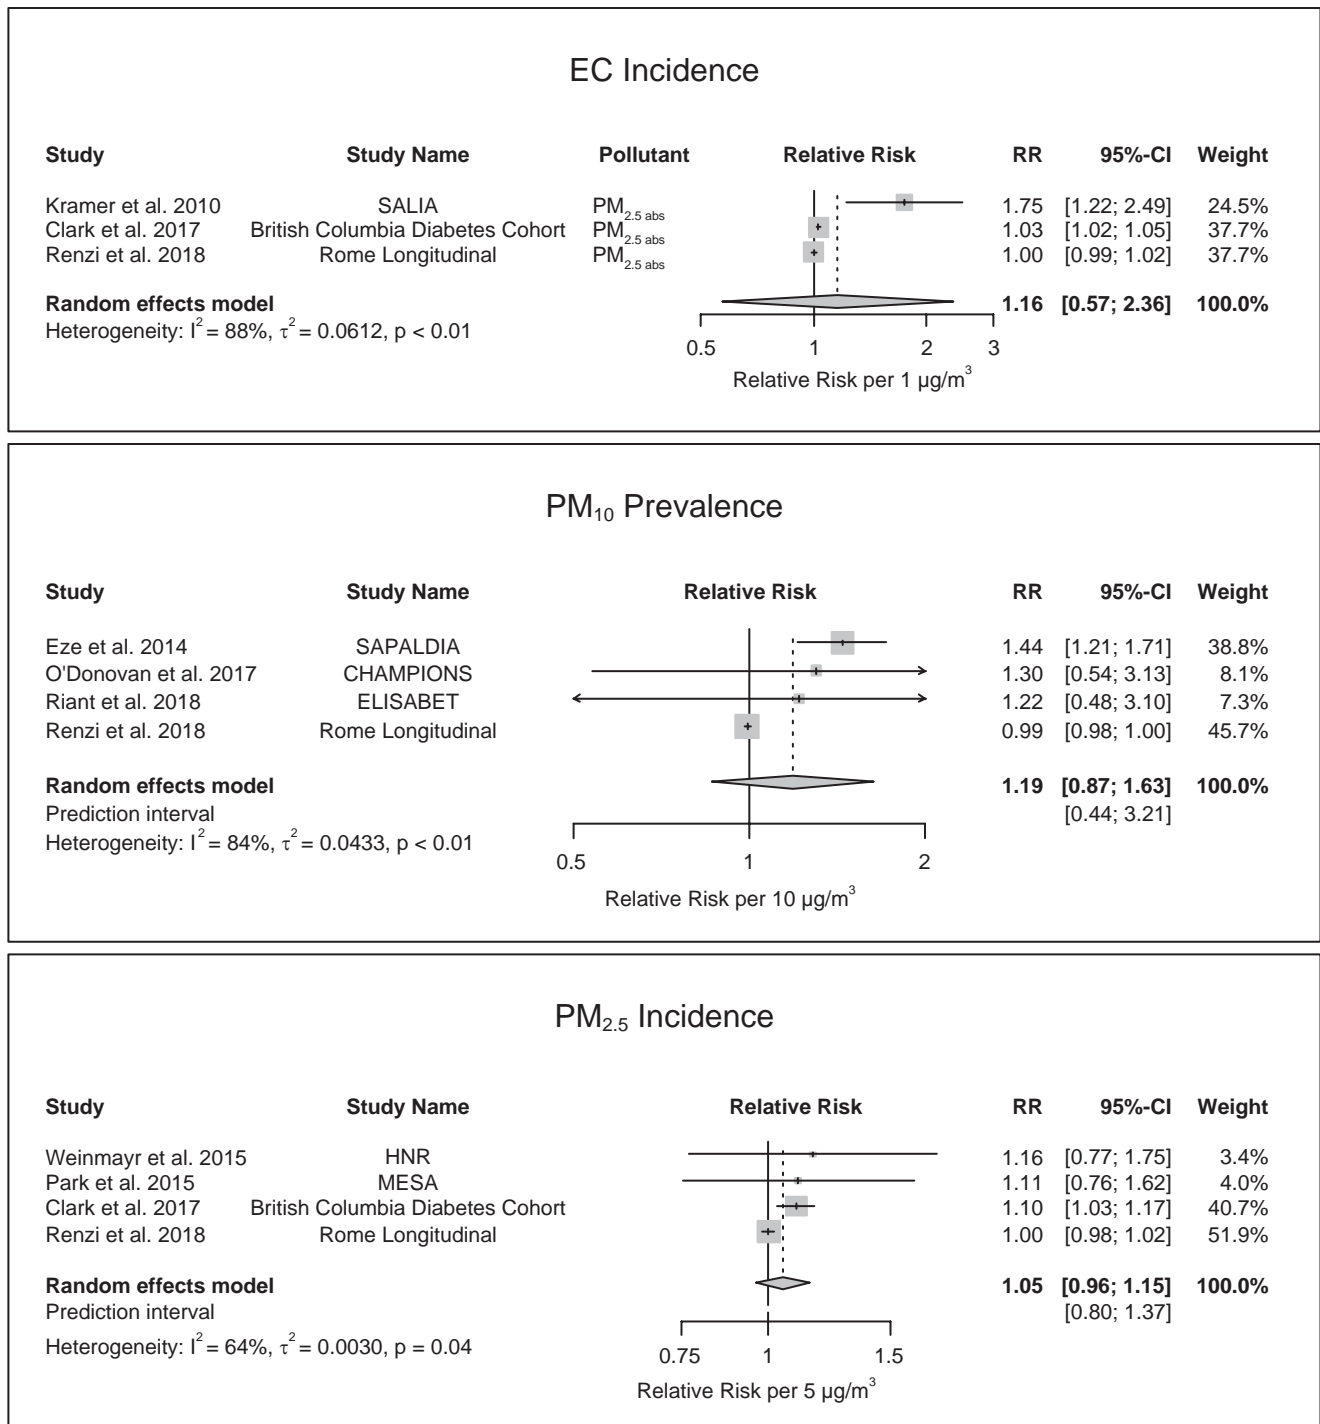 EC Incidence
Study Study Name Pollutant Relative Risk RR 95%-CI Weight
Kramer et al. 2010 SALIA PM2.5 abs 1.75 [1.22; 2.49] 24.5%
Clark et al. 2017 British Columbia Diabetes Cohort PM2.5 abs 1.03 [1.02; 1.05] 37.7%
Renzi et al. 2018 Rome Longitudinal PM2.5 abs 1.00 [0.99; 1.02] 37.7%
Random effects model 1.16 [0.57; 2.36] 100.0%
Heterogeneity: I² = 88%, τ² = 0.0612, p < 0.01
0.5 1 2 3
Relative Risk per 1 µg/m³
PM10 Prevalence
Study Study Name Relative Risk RR 95%-CI Weight
Eze et al. 2014 SAPALDIA 1.44 [1.21; 1.71] 38.8%
O'Donovan et al. 2017 CHAMPIONS 1.30 [0.54; 3.13] 8.1%
Riant et al. 2018 ELISABET 1.22 [0.48; 3.10] 7.3%
Renzi et al. 2018 Rome Longitudinal 0.99 [0.98; 1.00] 45.7%
Random effects model 1.19 [0.87; 1.63] 100.0%
Prediction interval [0.44; 3.21]
Heterogeneity: I² = 84%, τ² = 0.0433, p < 0.01
0.5 1 2
Relative Risk per 10 µg/m³
PM2.5 Incidence
Study Study Name Relative Risk RR 95%-CI Weight
Weinmayr et al. 2015 HNR 1.16 [0.77; 1.75] 3.4%
Park et al. 2015 MESA 1.11 [0.76; 1.62] 4.0%
Clark et al. 2017 British Columbia Diabetes Cohort 1.10 [1.03; 1.17] 40.7%
Renzi et al. 2018 Rome Longitudinal 1.00 [0.98; 1.02] 51.9%
Random effects model 1.05 [0.96; 1.15] 100.0%
Prediction interval [0.80; 1.37]
Heterogeneity: I² = 64%, τ² = 0.0030, p = 0.04
0.75 1 1.5
Relative Risk per 5 µg/m³